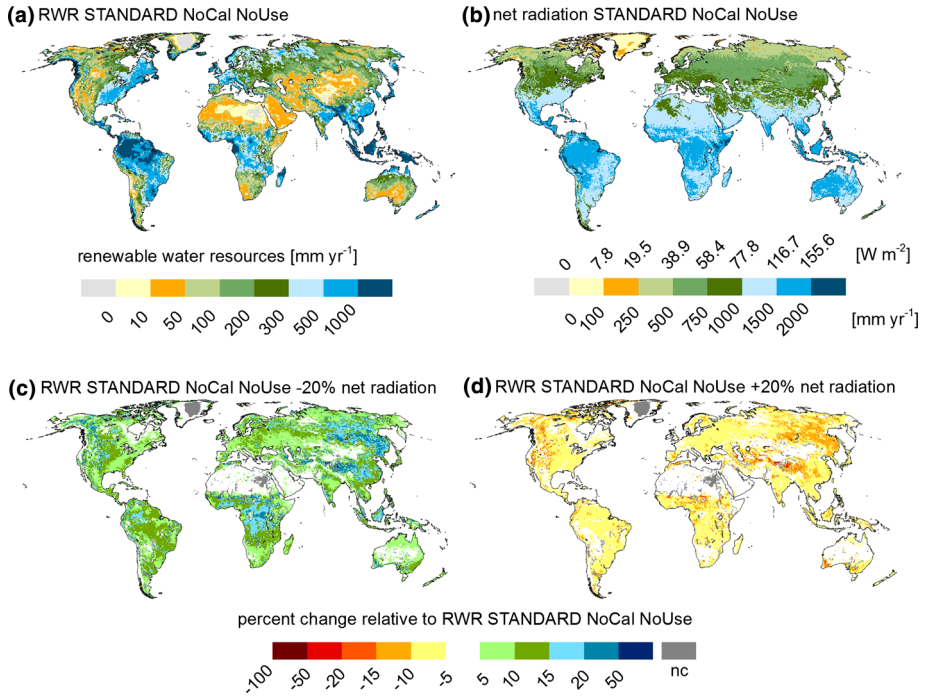 (a) RWR STANDARD NoCal NoUse
(b) net radiation STANDARD NoCal NoUse
renewable water resources [mm yr⁻¹]
0 10 50 100 200 300 500 1000
0 7.8 19.5 38.9 58.4 77.8 116.7 155.6 [W m⁻²]
0 100 250 500 750 1000 1500 2000 [mm yr⁻¹]
(c) RWR STANDARD NoCal NoUse -20% net radiation
(d) RWR STANDARD NoCal NoUse +20% net radiation
percent change relative to RWR STANDARD NoCal NoUse
-100 -50 -20 -15 -10 -5 5 10 15 20 50 nc